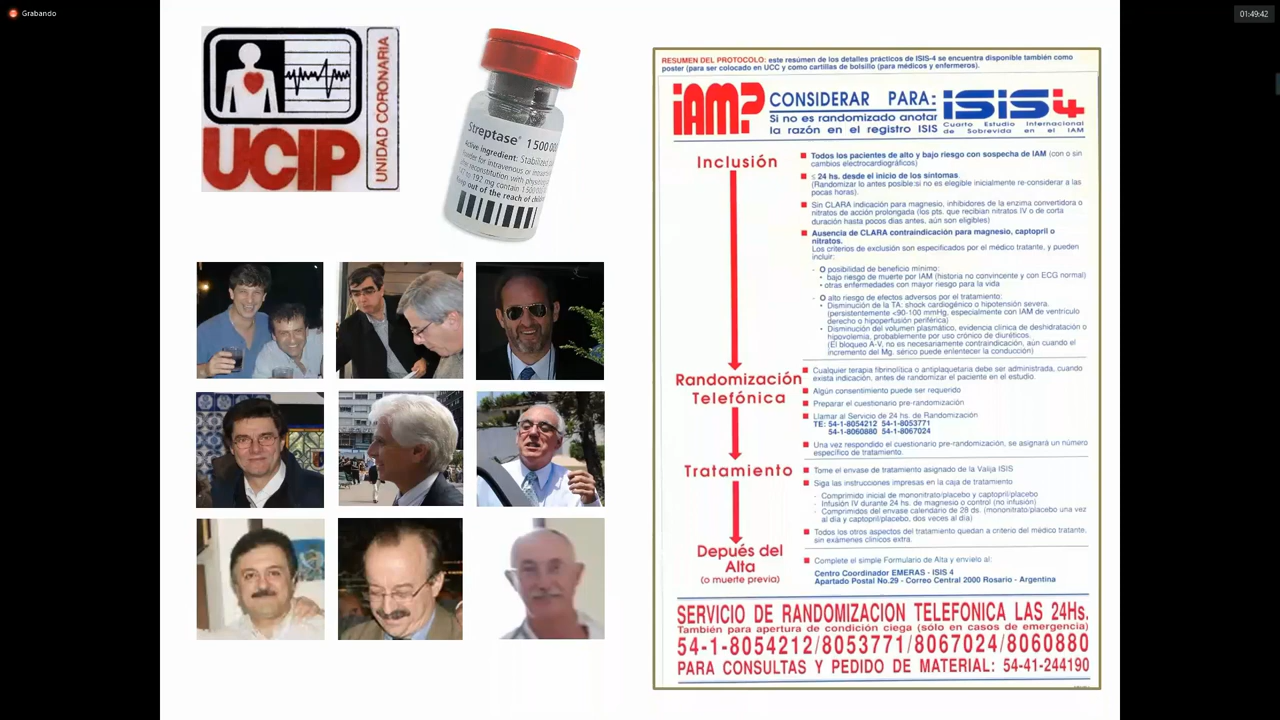 Grabando
01:49:42
UNIDAD CORONARIA
UCIP
Streptase® 1 500 00
Active ingredient: Stabilized
RESUMEN DEL PROTOCOLO: este resúmen de los detalles prácticos de ISIS-4 se encuentra disponible también como
poster (para ser colocado en UCC y como cartillas de bolsillo (para médicos y enfermeros).
iAM?
CONSIDERAR PARA:
ISIS 4
Si no es randomizado anotar
la razón en el registro ISIS
Cuarto Estudio Internacional
de Sobrevida en el IAM
Inclusión
Todos los pacientes de alto y bajo riesgo con sospecha de IAM (con o sin
cambios electrocardiográficos)
≤ 24 hs. desde el inicio de los síntomas.
(Randomizar lo antes posible:si no es elegible inicialmente re-considerar a las
pocas horas).
Sin CLARA indicación para magnesio, inhibidores de la enzima convertidora o
nitratos de acción prolongada (los pts. que recibian nitratos IV o de corta
duración hasta pocos dias antes, aún son eligibles)
Ausencia de CLARA contraindicación para magnesio, captopril o
nitratos.
Los criterios de exclusión son especificados por el médico tratante, y pueden
incluir:
- O posibilidad de beneficio mínimo:
• bajo riesgo de muerte por IAM (historia no convincente y con ECG normal)
• otras enfermedades con mayor riesgo para la vida
- O alto riesgo de efectos adversos por el tratamiento:
• Disminución de la TA: shock cardiogénico o hipotensión severa.
(persistentemente <90-100 mmHg, especialmente con IAM de ventrículo
derecho o hipoperfusión periférica)
• Disminución del volumen plasmático, evidencia clínica de deshidratación o
hipovolemia, probablemente por uso crónico de diuréticos.
(El bloqueo A-V, no es necesariamente contraindicación, aún cuando el
incremento del Mg. sérico puede enlentecer la conducción)
Randomización
Telefónica
Cualquier terapia fibrinolítica o antiplaquetaria debe ser administrada, cuando
exista indicación, antes de randomizar el paciente en el estudio.
Algún consentimiento puede ser requerido
Preparar el cuestionario pre-randomización
Llamar al Servicio de 24 hs. de Randomización
TE: 54-1-8054212 54-1-8053771
54-1-8060880 54-1-8067024
Una vez respondido el cuestionario pre-randomización, se asignará un número
específico de tratamiento.
Tratamiento
Tome el envase de tratamiento asignado de la Valija ISIS
Siga las instrucciones impresas en la caja de tratamiento
- Comprimido inicial de mononitrato/placebo y captopril/placebo
- Infusión IV durante 24 hs. de magnesio o control (no infusión)
- Comprimidos del envase calendario de 28 ds. (mononitrato/placebo una vez
al día y captopril/placebo, dos veces al día)
Todos los otros aspectos del tratamiento quedan a criterio del médico tratante,
sin exámenes clínicos extra.
Depués del
Alta
(o muerte previa)
Complete el simple Formulario de Alta y envíelo al:
Centro Coordinador EMERAS - ISIS 4
Apartado Postal No.29 - Correo Central 2000 Rosario - Argentina
SERVICIO DE RANDOMIZACION TELEFONICA LAS 24Hs.
También para apertura de condición ciega (sólo en casos de emergencia)
54-1-8054212/8053771/8067024/8060880
PARA CONSULTAS Y PEDIDO DE MATERIAL: 54-41-244190